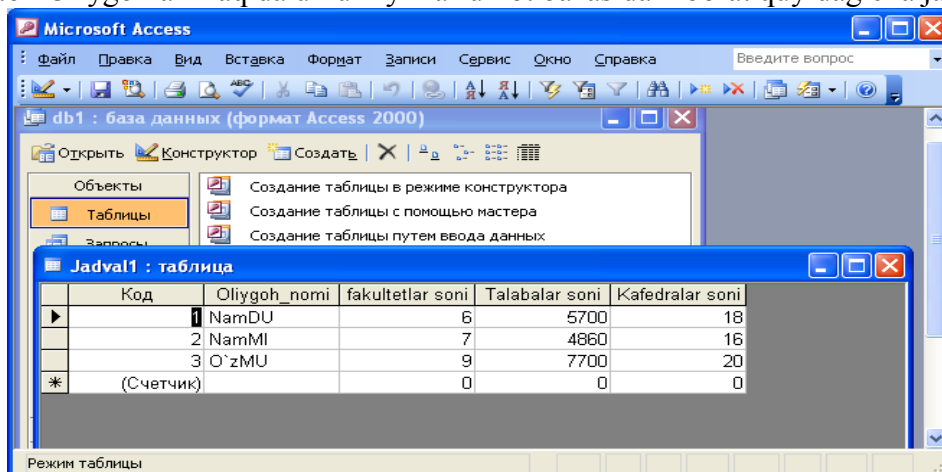 Microsoft Access
Файл Правка Вид Вставка Формат Записи Сервис Окно Справка Введите вопрос
db1 : база данных (формат Access 2000)
Открыть Конструктор Создать
Объекты
Создание таблицы в режиме конструктора
Таблицы
Создание таблицы с помощью мастера
Запросы
Создание таблицы путем ввода данных
Jadval1 : таблица
Код Oliygoh_nomi fakultetlar soni Talabalar soni Kafedralar soni
1 NamDU 6 5700 18
2 NamMI 7 4860 16
3 O`zMU 9 7700 20
(Счетчик) 0 0 0
Режим таблицы